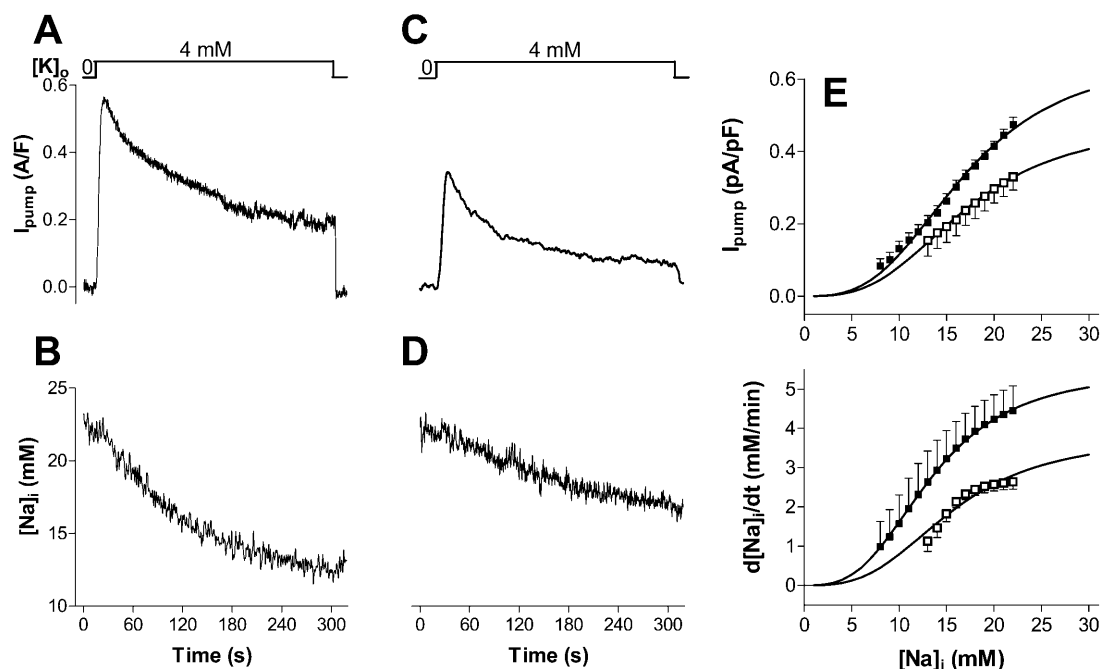 A
[K]o
0
4 mM
0.6
0.4
0.2
0.0
Ipump (A/F)
B
25
20
15
10
[Na]i (mM)
0 60 120 180 240 300
Time (s)
C
0
4 mM
D
0 60 120 180 240 300
Time (s)
E
0.6
0.4
0.2
0.0
Ipump (pA/pF)
0 5 10 15 20 25 30
5
4
3
2
1
0
d[Na]i/dt (mM/min)
0 5 10 15 20 25 30
[Na]i (mM)